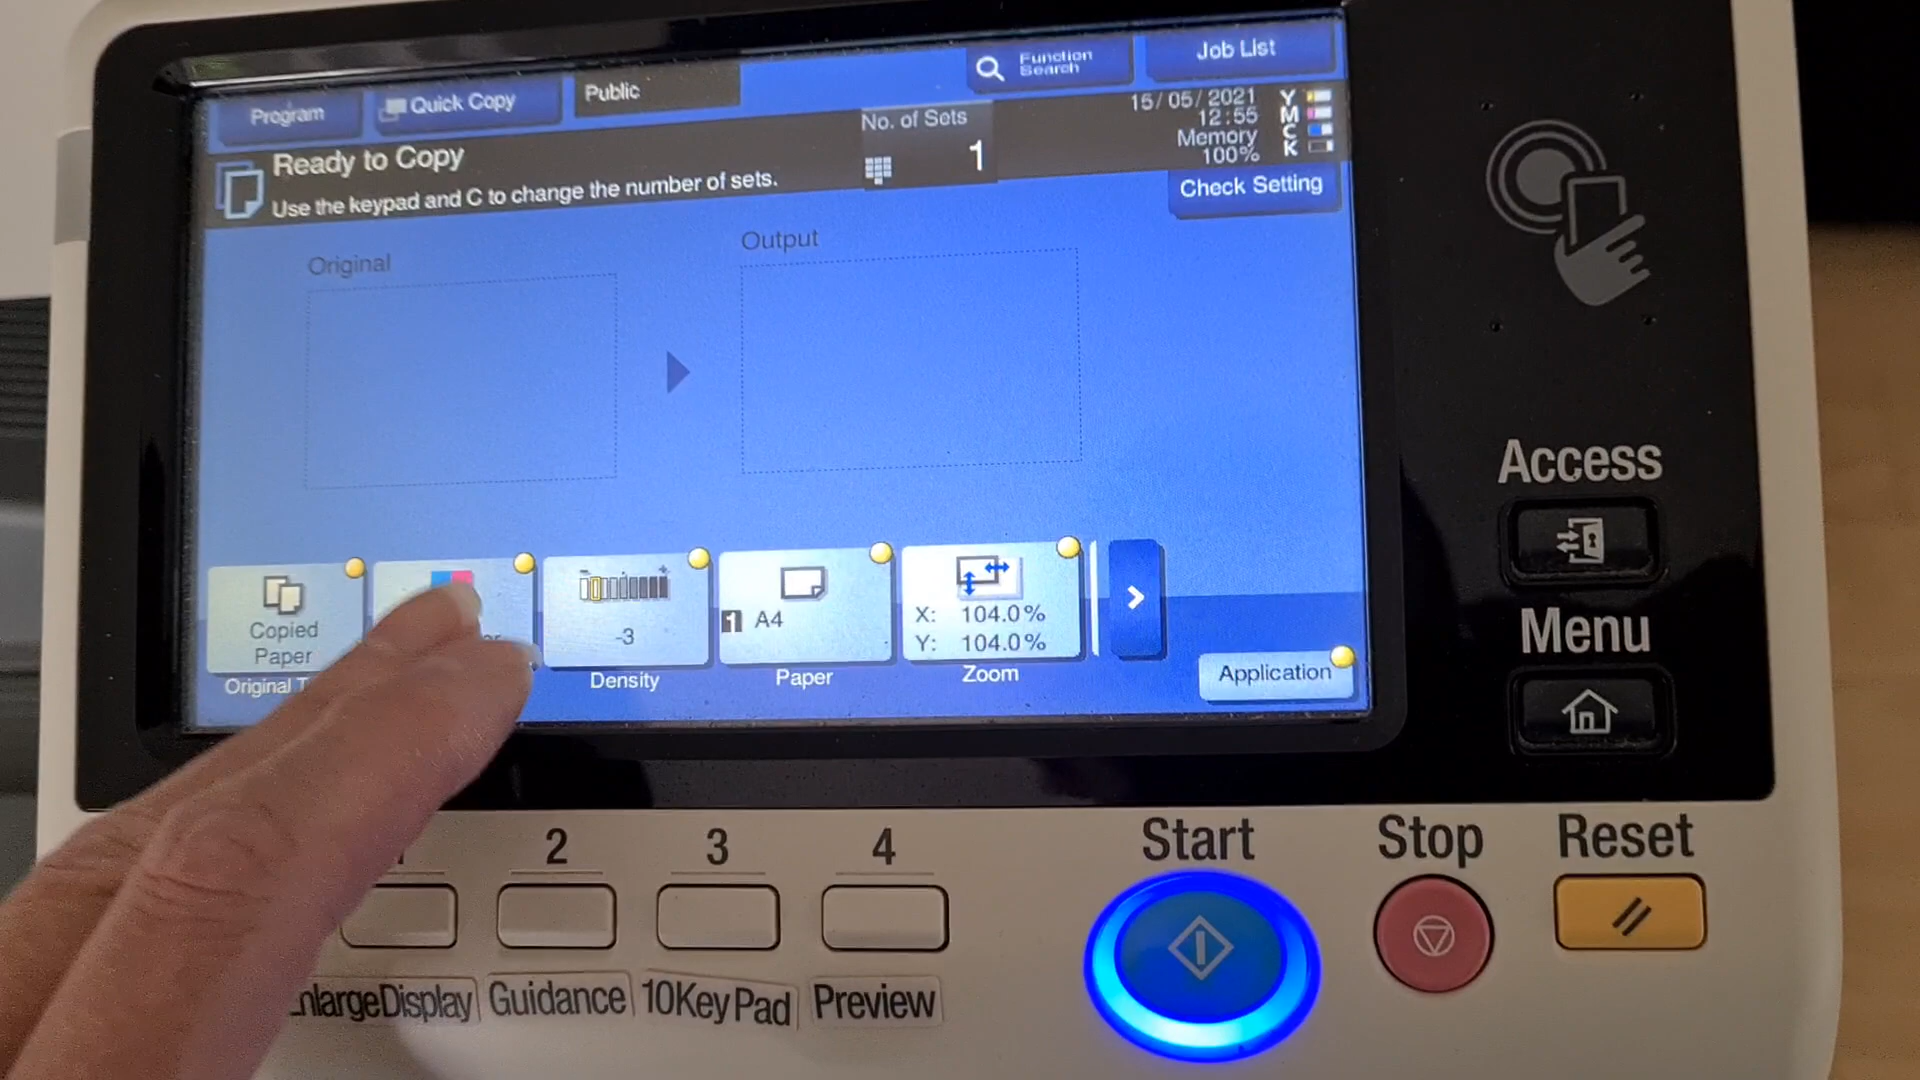 Program
Quick Copy
Public
Function
Search
Job List
Ready to Copy
Use the keypad and C to change the number of sets.
No. of Sets
1
15/05/2021
12:55
Memory
100%
Y
M
C
K
Check Setting
Original
Output
Copied
Paper
Original
-3
Density
1 A4
Paper
X: 104.0%
Y: 104.0%
Zoom
>
Application
Access
Menu
2
3
4
Start
Stop
Reset
Display
Guidance
10KeyPad
Preview